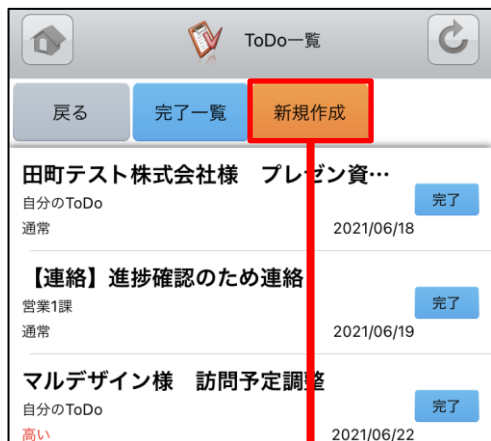 ToDo一覧
戻る 完了一覧 新規作成
田町テスト株式会社様 プレゼン資…
自分のToDo
完了
通常 2021/06/18
【連絡】進捗確認のため連絡
営業1課
完了
通常 2021/06/19
マルデザイン様 訪問予定調整
自分のToDo
完了
高い 2021/06/22